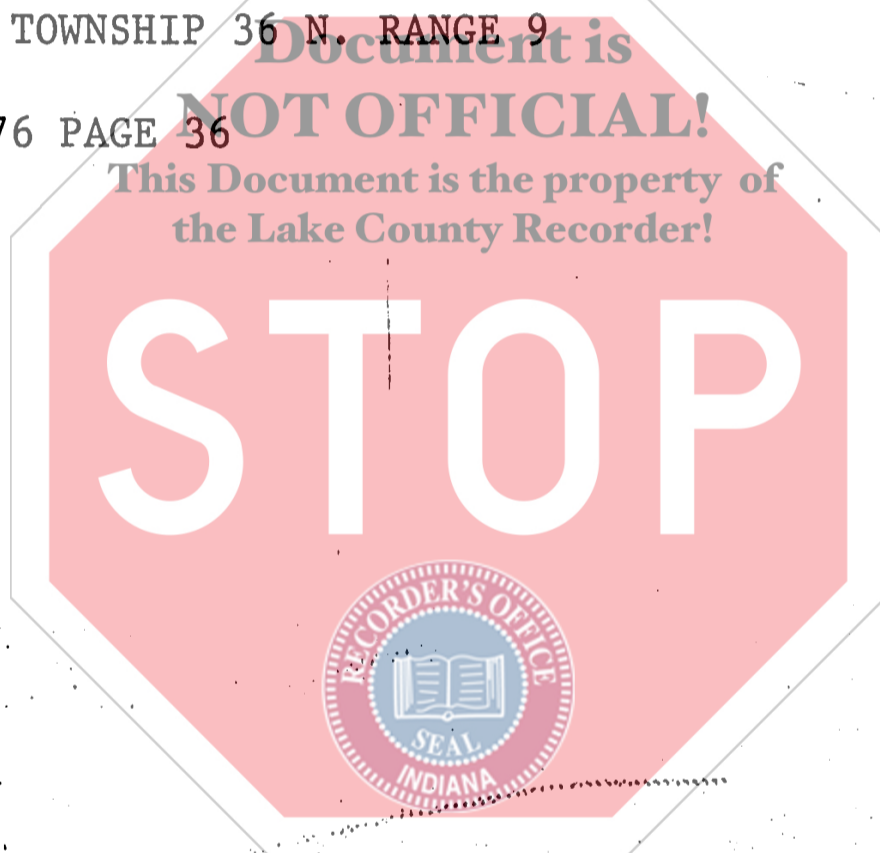 TOWNSHIP 36 N. RANGE 9
Document is
NOT OFFICIAL!
6 PAGE 36
This Document is the property of
the Lake County Recorder!
STOP
RECORDER'S OFFICE
SEAL
INDIANA